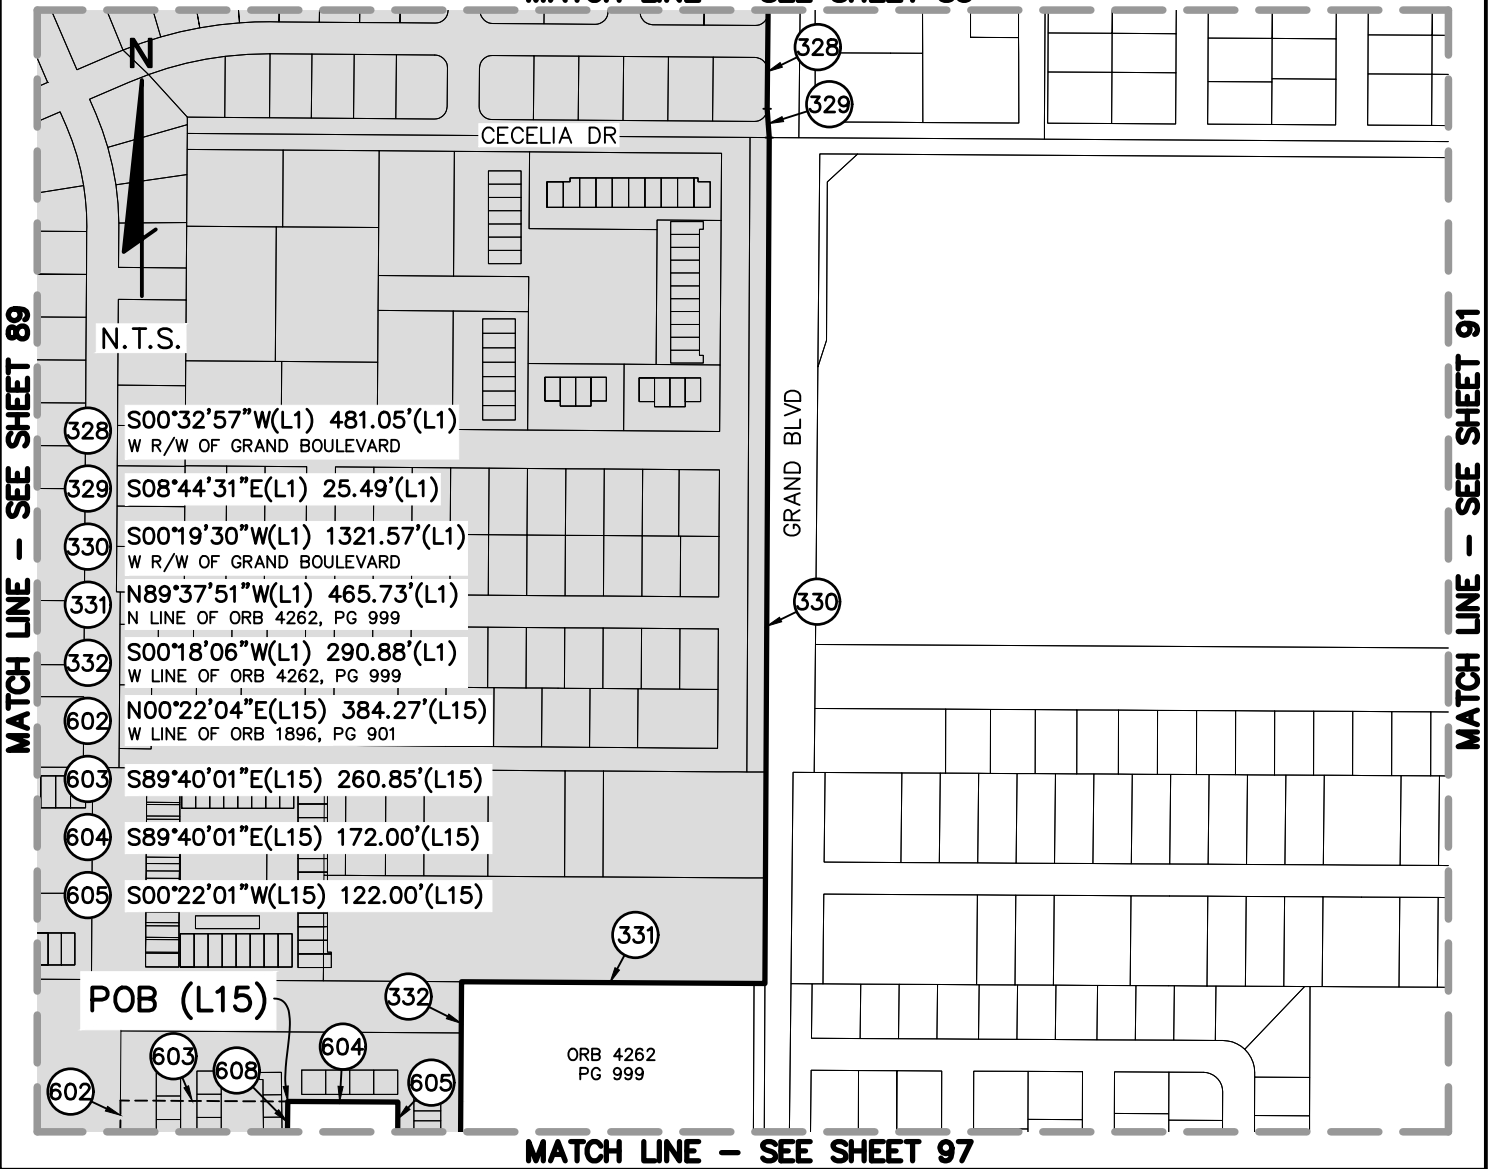 328
N
329
CECELIA DR
N.T.S.
MATCH LINE – SEE SHEET 89
MATCH LINE – SEE SHEET 91
GRAND BLVD
328 S00°32'57"W(L1) 481.05'(L1)
W R/W OF GRAND BOULEVARD
329 S08°44'31"E(L1) 25.49'(L1)
330 S00°19'30"W(L1) 1321.57'(L1)
W R/W OF GRAND BOULEVARD
331 N89°37'51"W(L1) 465.73'(L1)
N LINE OF ORB 4262, PG 999
330
332 S00°18'06"W(L1) 290.88'(L1)
W LINE OF ORB 4262, PG 999
602 N00°22'04"E(L15) 384.27'(L15)
W LINE OF ORB 1896, PG 901
603 S89°40'01"E(L15) 260.85'(L15)
604 S89°40'01"E(L15) 172.00'(L15)
605 S00°22'01"W(L15) 122.00'(L15)
331
POB (L15)
332
604
603
608
605
602
ORB 4262
PG 999
MATCH LINE – SEE SHEET 97